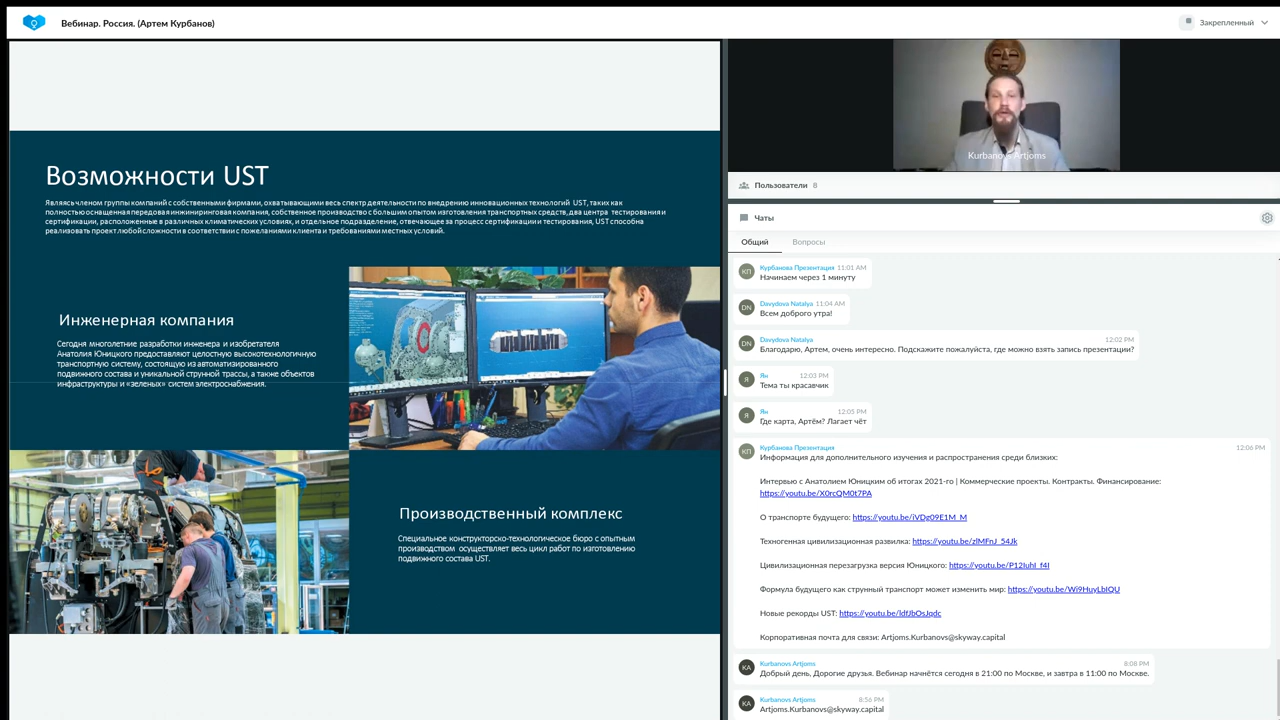 Вебинар. Россия. (Артем Курбанов)
Закрепленный
Возможности UST
Являясь членом группы компаний с собственными фирмами, охватывающими весь спектр деятельности по внедрению инновационных технологий UST, таких как
полностью оснащенная передовая инжиниринговая компания, собственное производство с большим опытом изготовления транспортных средств, два центра тестирования и
сертификации, расположенные в различных климатических условиях, и отдельное подразделение, отвечающее за процесс сертификации и тестирования, UST способна
реализовать проект любой сложности в соответствии с пожеланиями клиента и требованиями местных условий.
Инженерная компания
Сегодня многолетние разработки инженера и изобретателя
Анатолия Юницкого предоставляют целостную высокотехнологичную
транспортную систему, состоящую из автоматизированного
подвижного состава и уникальной струнной трассы, а также объектов
инфраструктуры и «зеленых» систем электроснабжения.
Производственный комплекс
Специальное конструкторско-технологическое бюро с опытным
производством осуществляет весь цикл работ по изготовлению
подвижного состава UST.
Kurbanovs Artjoms
Пользователи 8
Чаты
Общий Вопросы
КП Курбанова Презентация 11:01 AM
Начинаем через 1 минуту
DN Davydova Natalya 11:04 AM
Всем доброго утра!
DN Davydova Natalya 12:02 PM
Благодарю, Артем, очень интересно. Подскажите пожалуйста, где можно взять запись презентации?
Я Ян 12:03 PM
Тема ты красавчик
Я Ян 12:05 PM
Где карта, Артём? Лагает чёт
КП Курбанова Презентация 12:06 PM
Информация для дополнительного изучения и распространения среди близких:
Интервью с Анатолием Юницким об итогах 2021-го | Коммерческие проекты. Контракты. Финансирование:
https://youtu.be/X0rcQM0t7PA
О транспорте будущего: https://youtu.be/iVDg09E1M_M
Техногенная цивилизационная развилка: https://youtu.be/zlMFnJ_54Jk
Цивилизационная перезагрузка версия Юницкого: https://youtu.be/P12IuhI_f4I
Формула будущего как струнный транспорт может изменить мир: https://youtu.be/Wi9HuyLbIQU
Новые рекорды UST: https://youtu.be/ldfJbOsJqdc
Корпоративная почта для связи: Artjoms.Kurbanovs@skyway.capital
KA Kurbanovs Artjoms 8:08 PM
Добрый день, Дорогие друзья. Вебинар начнётся сегодня в 21:00 по Москве, и завтра в 11:00 по Москве.
KA Kurbanovs Artjoms 8:56 PM
Artjoms.Kurbanovs@skyway.capital